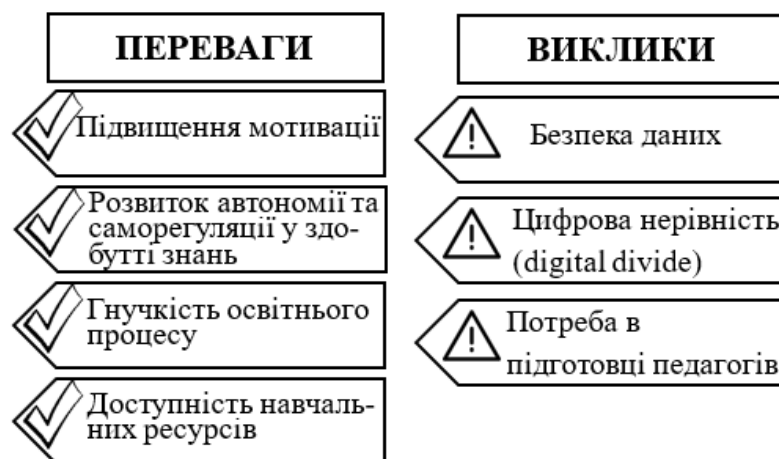 ПЕРЕВАГИ
Підвищення мотивації
Розвиток автономії та
саморегуляції у здо-
бутті знань
Гнучкість освітнього
процесу
Доступність навчаль-
них ресурсів
ВИКЛИКИ
Безпека даних
Цифрова нерівність
(digital divide)
Потреба в
підготовці педагогів